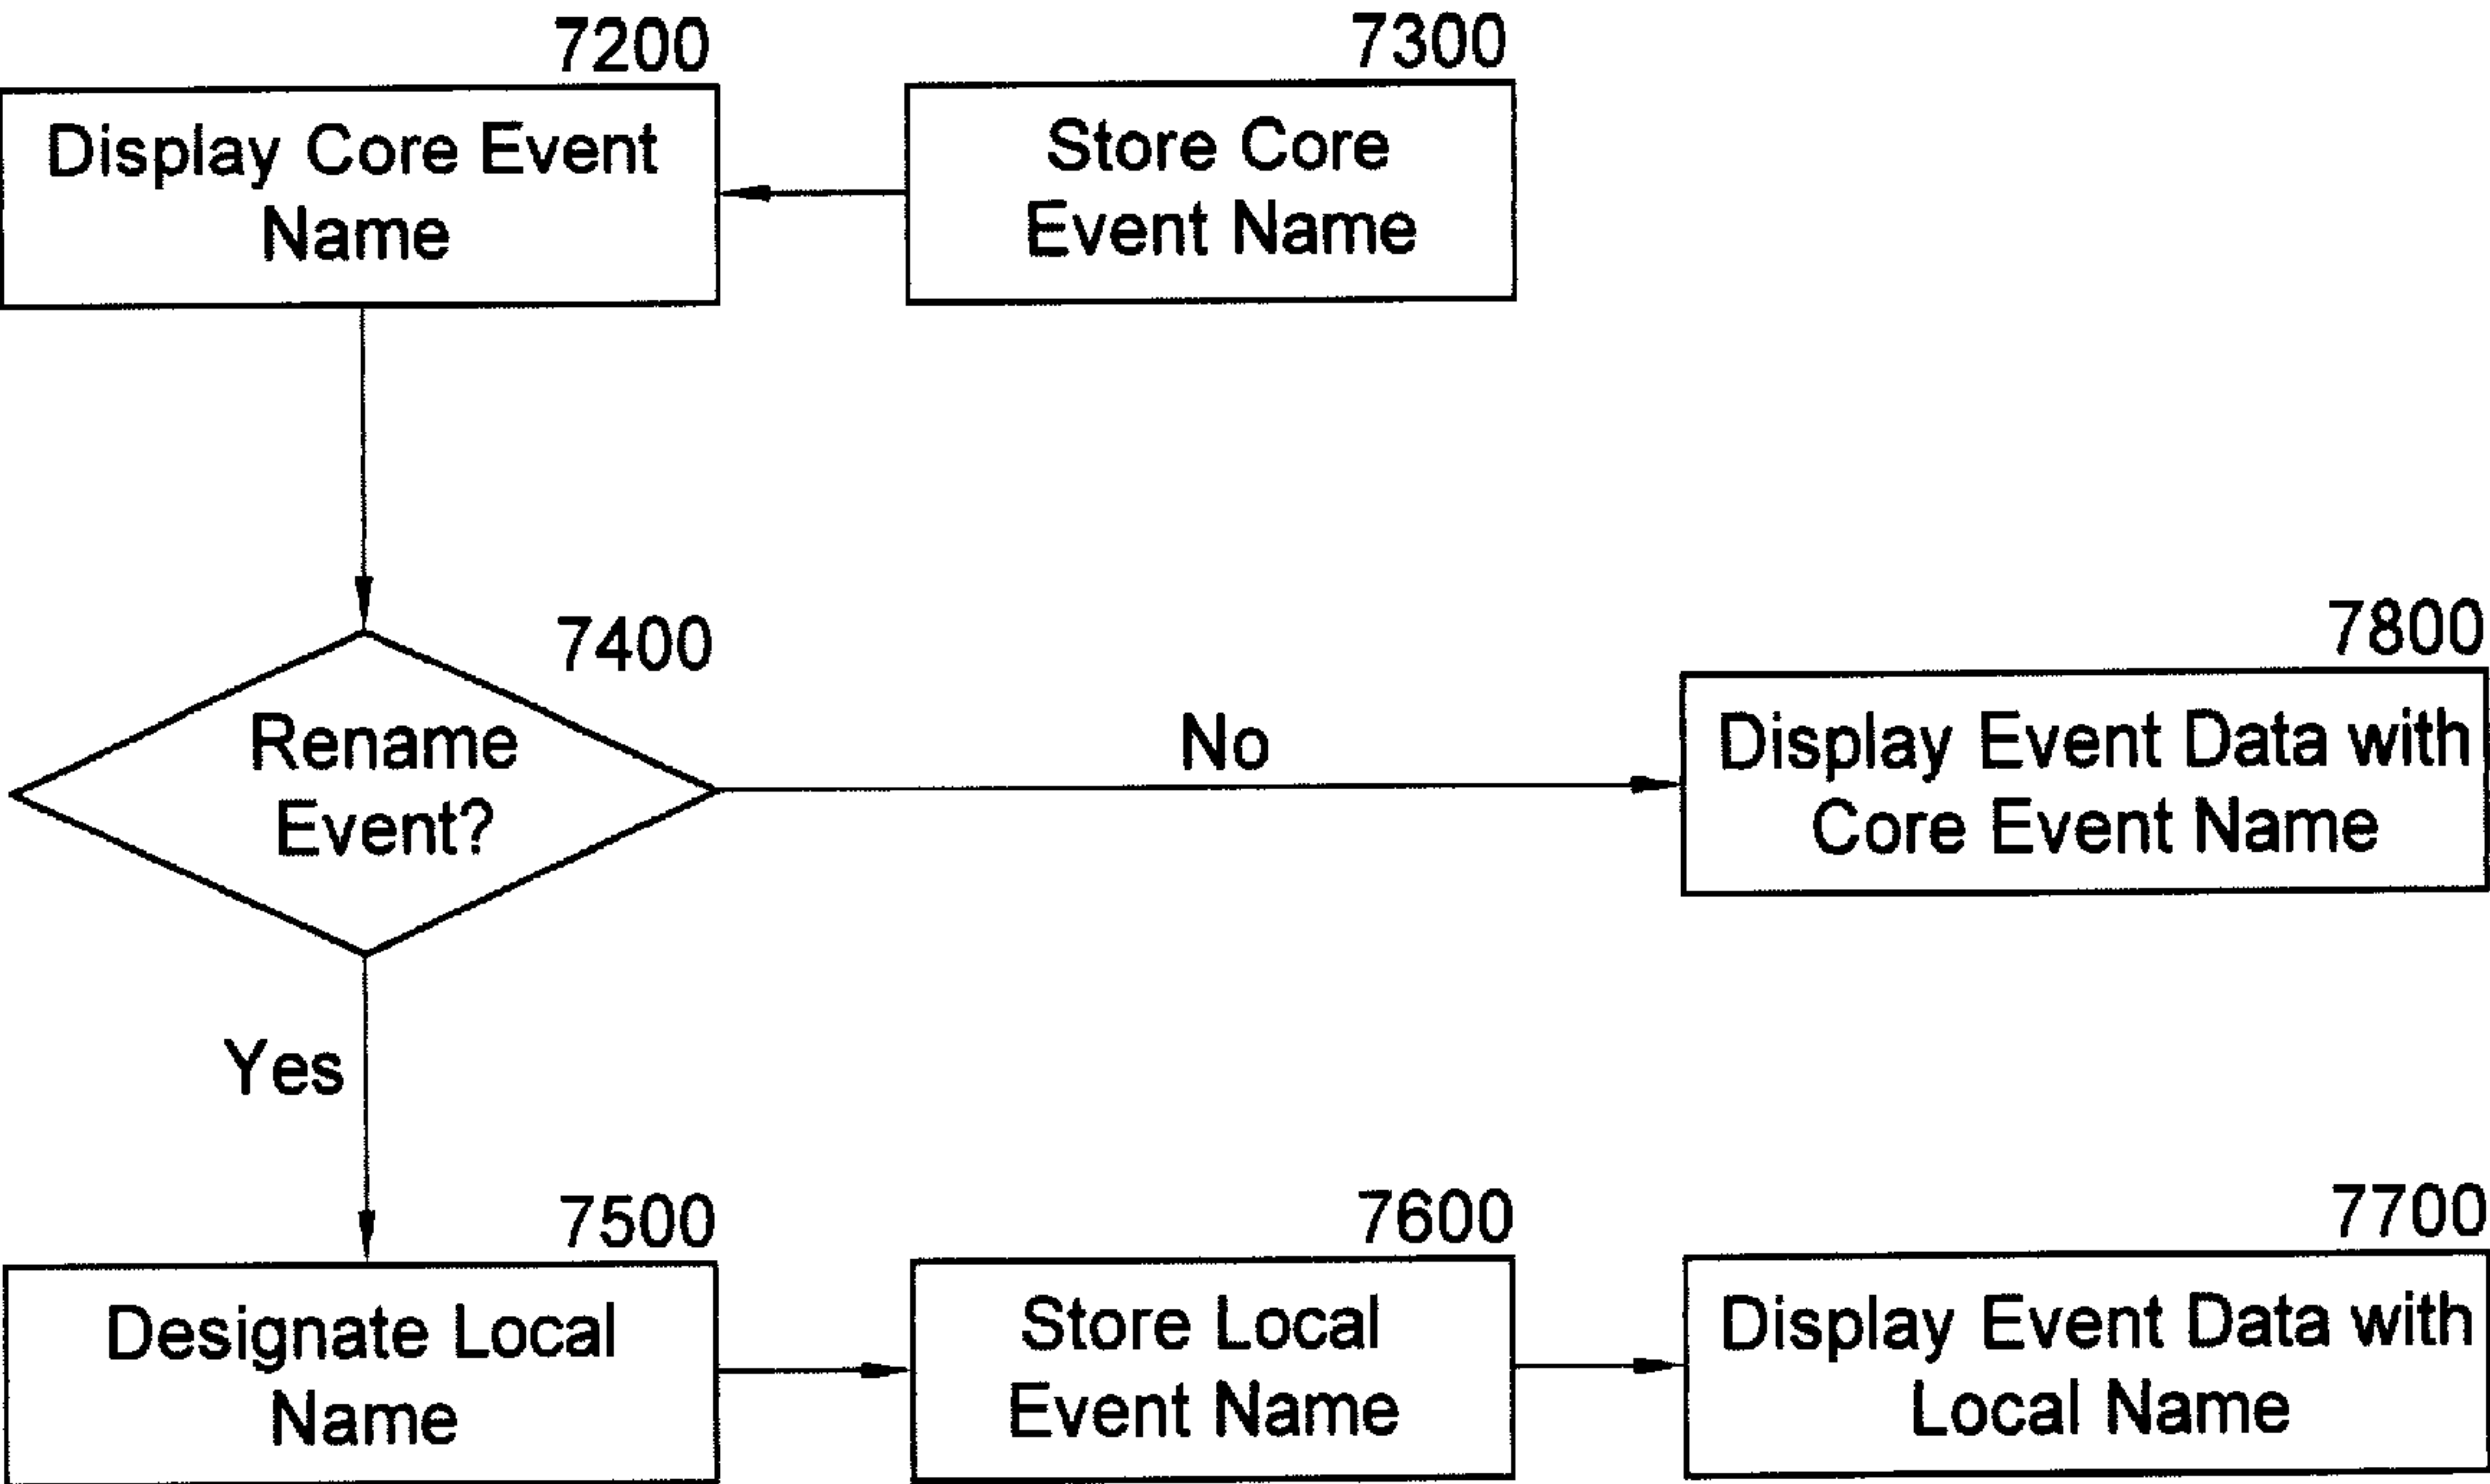 7200
Display Core Event
Name
7300
Store Core
Event Name
7400
Rename
Event?
No
7800
Display Event Data with
Core Event Name
Yes
7500
Designate Local
Name
7600
Store Local
Event Name
7700
Display Event Data with
Local Name